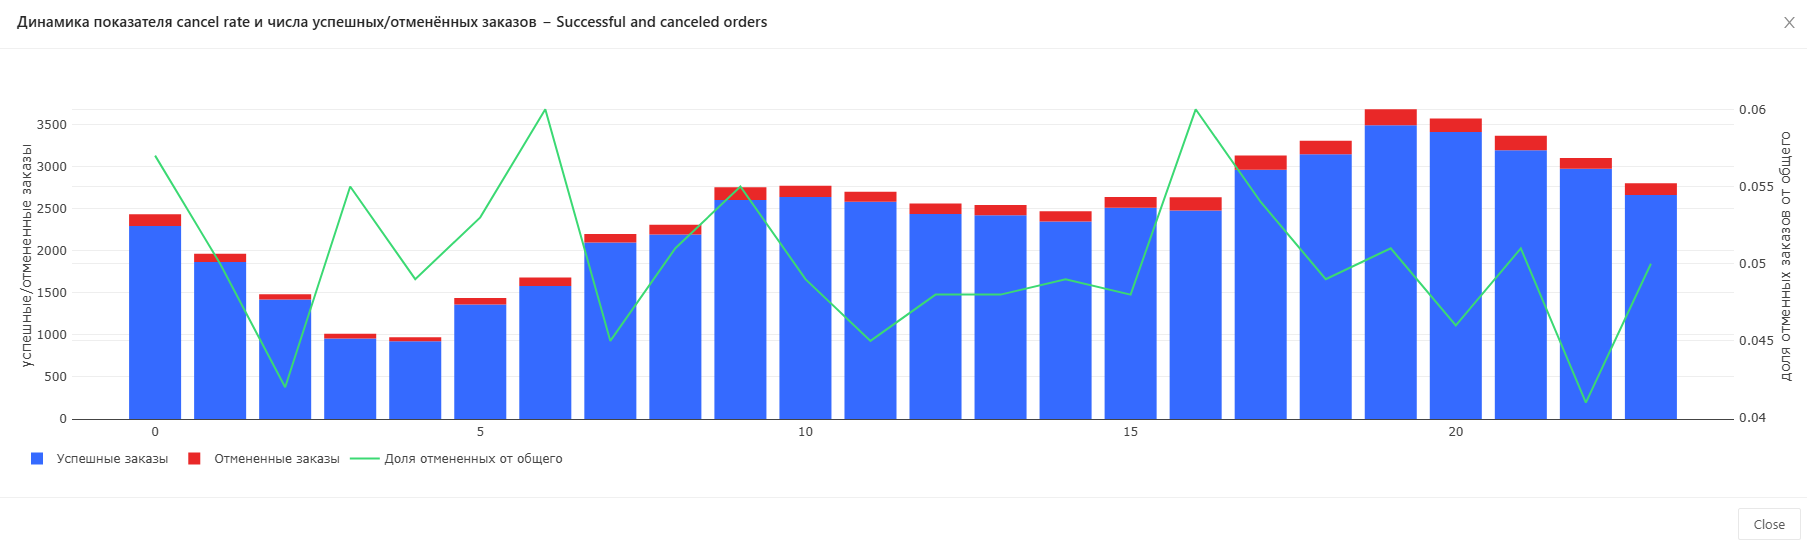 Динамика показателя cancel rate и числа успешных/отменённых заказов – Successful and canceled orders
успешные/отмененные заказы
3500
3000
2500
2000
1500
1000
500
0
0
5
10
15
20
0.06
0.055
0.05
0.045
0.04
доля отменных заказов от общего
Успешные заказы
Отмененные заказы
Доля отмененных от общего
Close